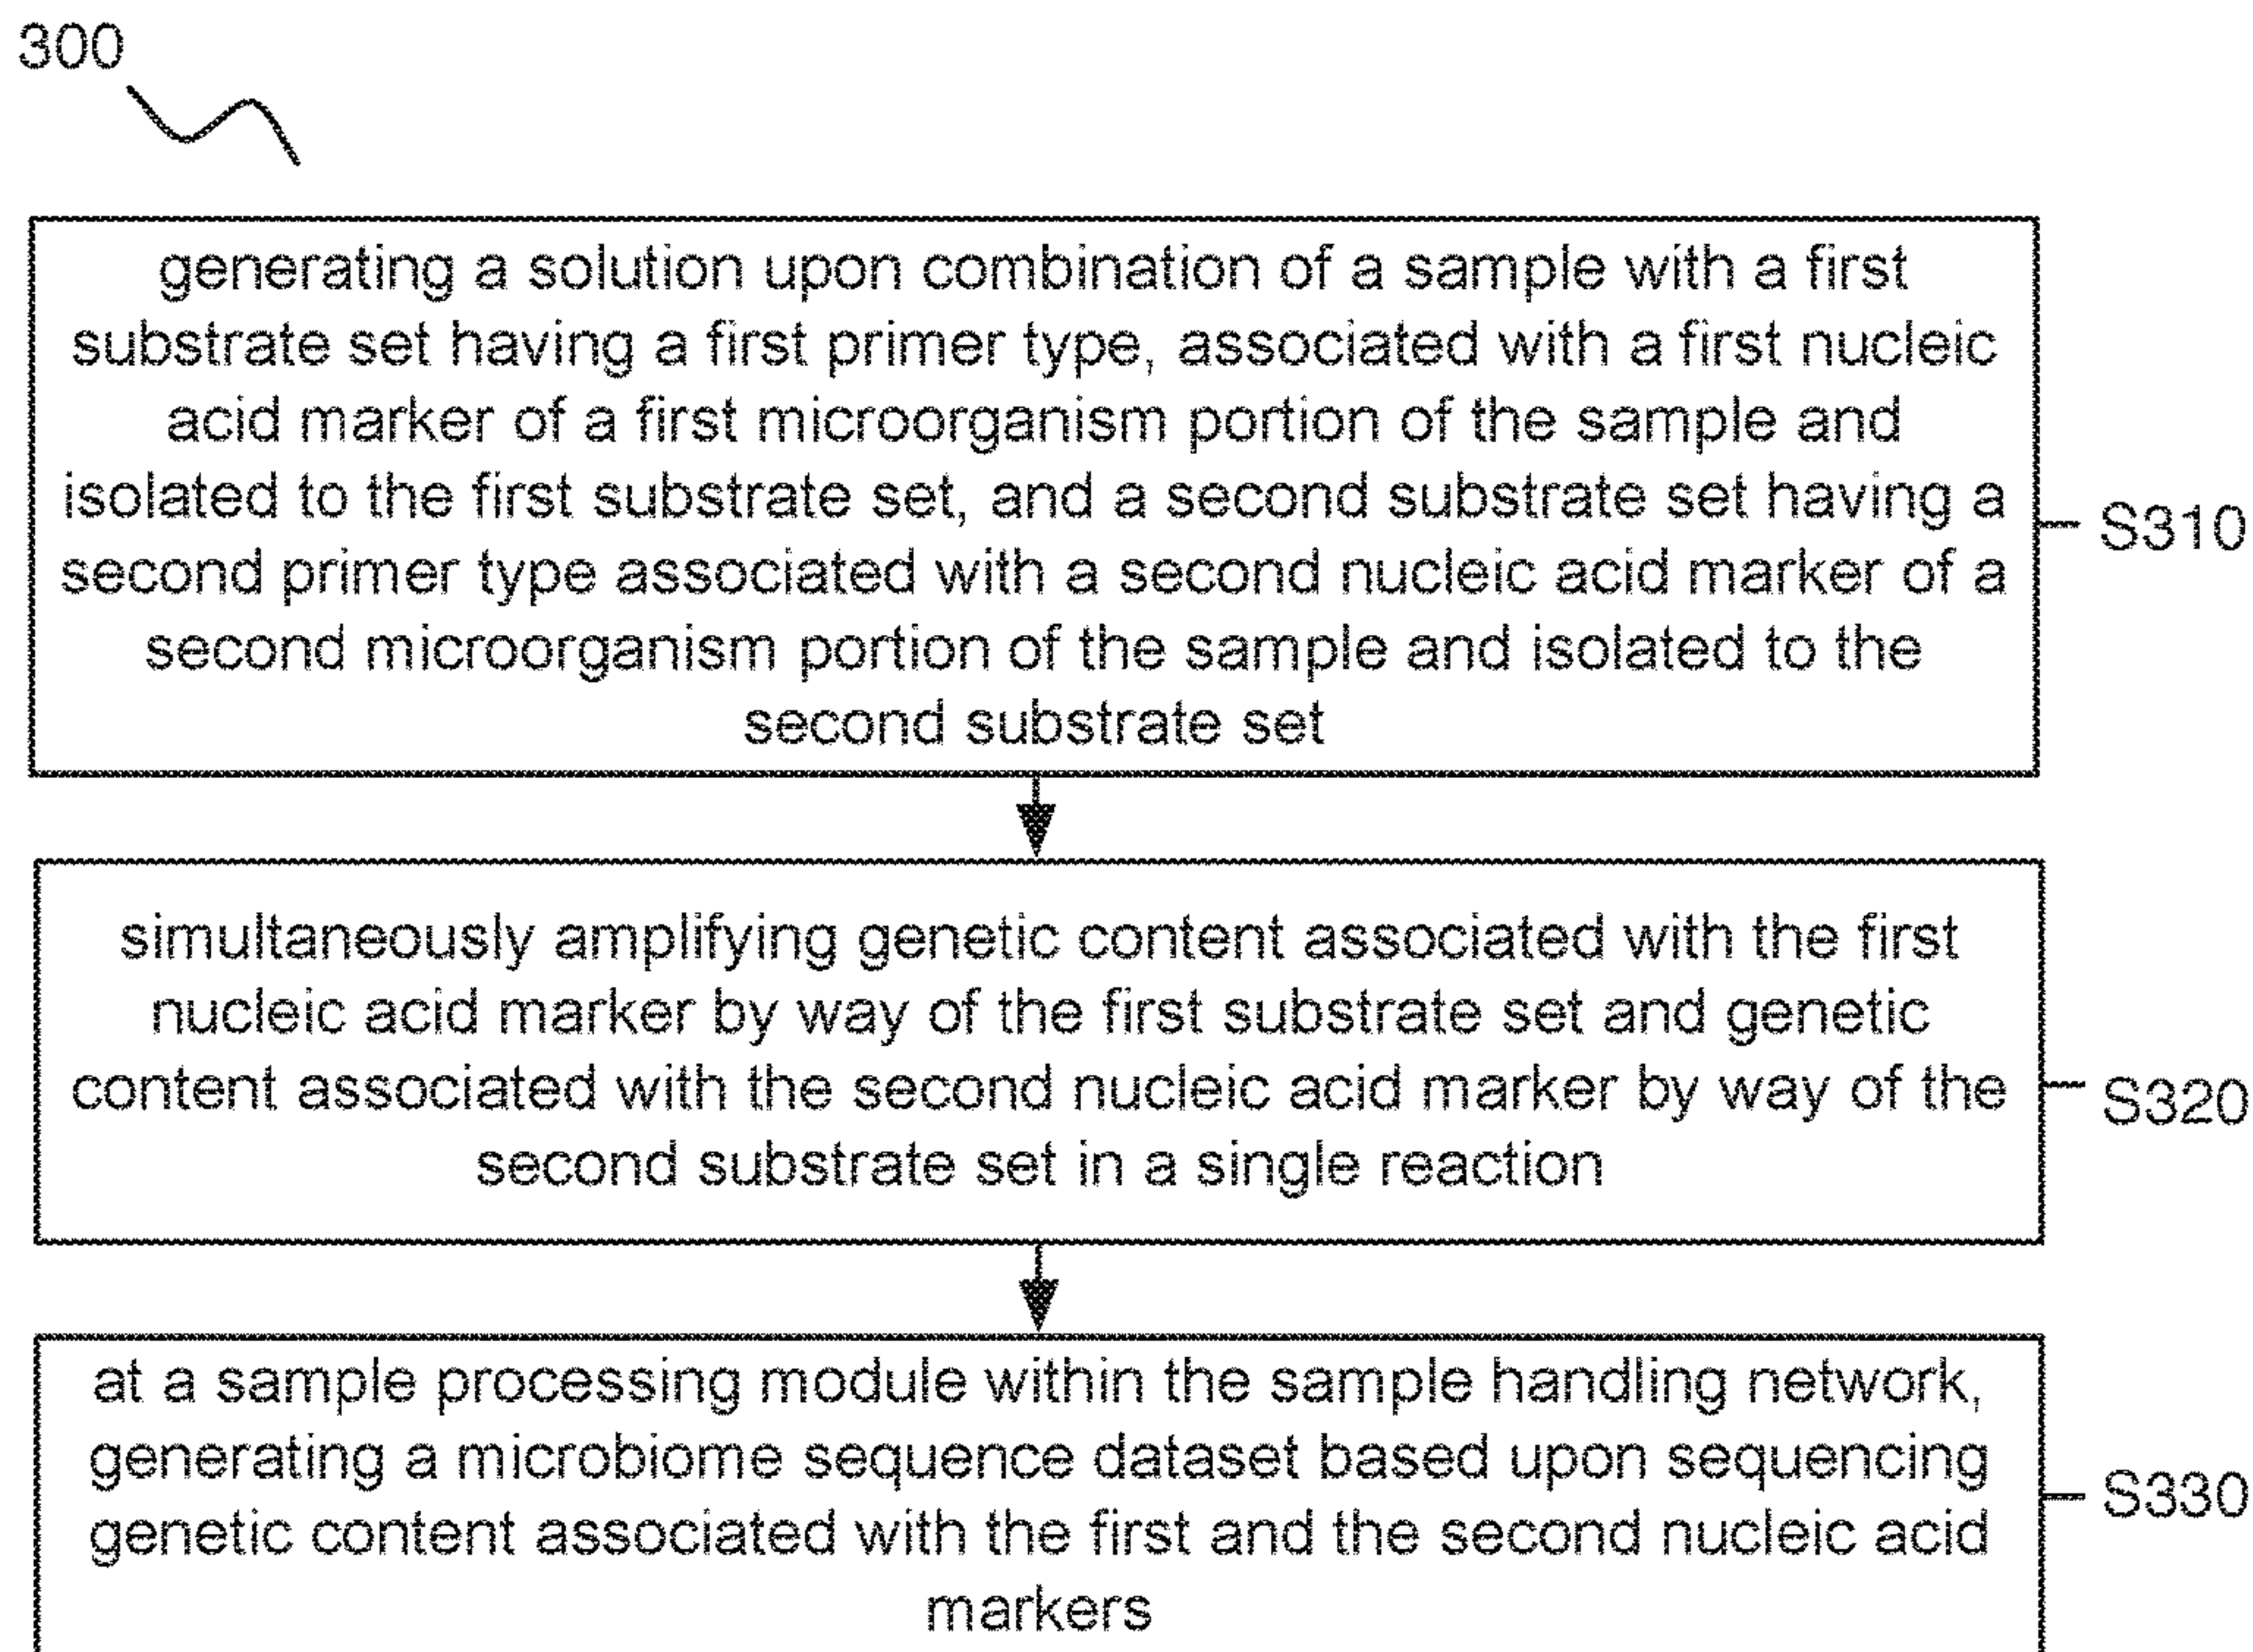 300
generating a solution upon combination of a sample with a first
substrate set having a first primer type, associated with a first nucleic
acid marker of a first microorganism portion of the sample and
isolated to the first substrate set, and a second substrate set having a
second primer type associated with a second nucleic acid marker of a
second microorganism portion of the sample and isolated to the
second substrate set
S310
simultaneously amplifying genetic content associated with the first
nucleic acid marker by way of the first substrate set and genetic
content associated with the second nucleic acid marker by way of the
second substrate set in a single reaction
S320
at a sample processing module within the sample handling network,
generating a microbiome sequence dataset based upon sequencing
genetic content associated with the first and the second nucleic acid
markers
S330